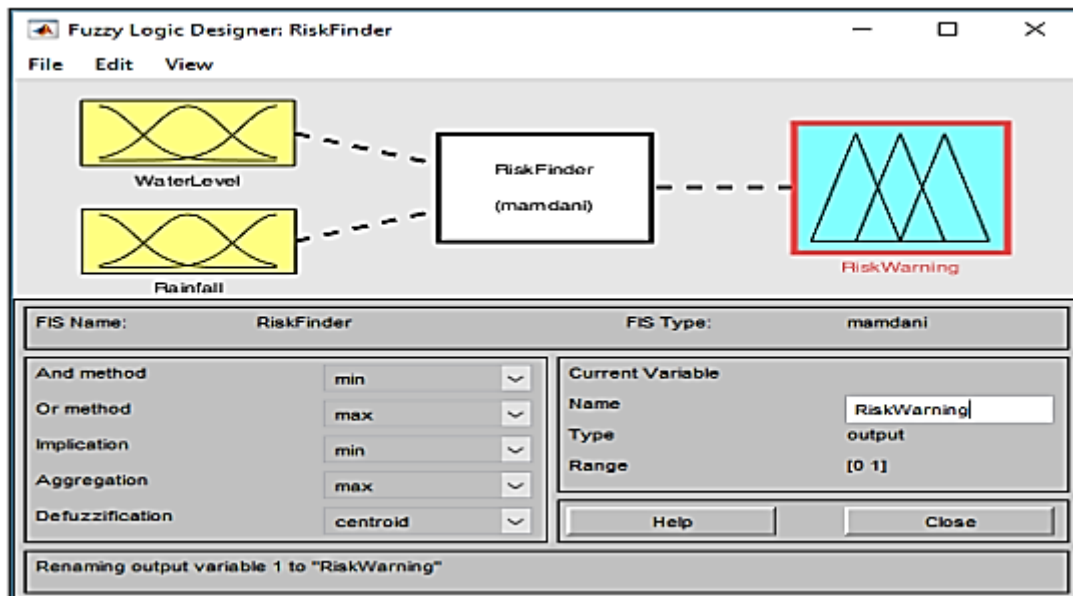 Fuzzy Logic Designer: RiskFinder
File Edit View
WaterLevel
Rainfall
RiskFinder
(mamdani)
RiskWarning
FIS Name: RiskFinder FIS Type: mamdani
And method min
Or method max
Implication min
Aggregation max
Defuzzification centroid
Current Variable
Name RiskWarning
Type output
Range [0 1]
Help Close
Renaming output variable 1 to "RiskWarning"